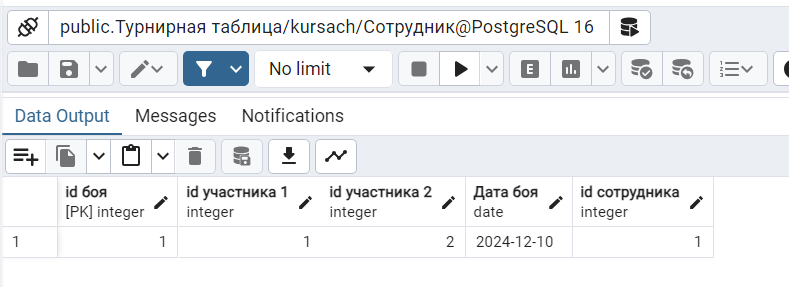 public.Турнирная таблица/kursach/Сотрудник@PostgreSQL 16
No limit
E
Data Output Messages Notifications
id боя id участника 1 id участника 2 Дата боя id сотрудника
[PK] integer integer integer date integer
1 1 1 2 2024-12-10 1